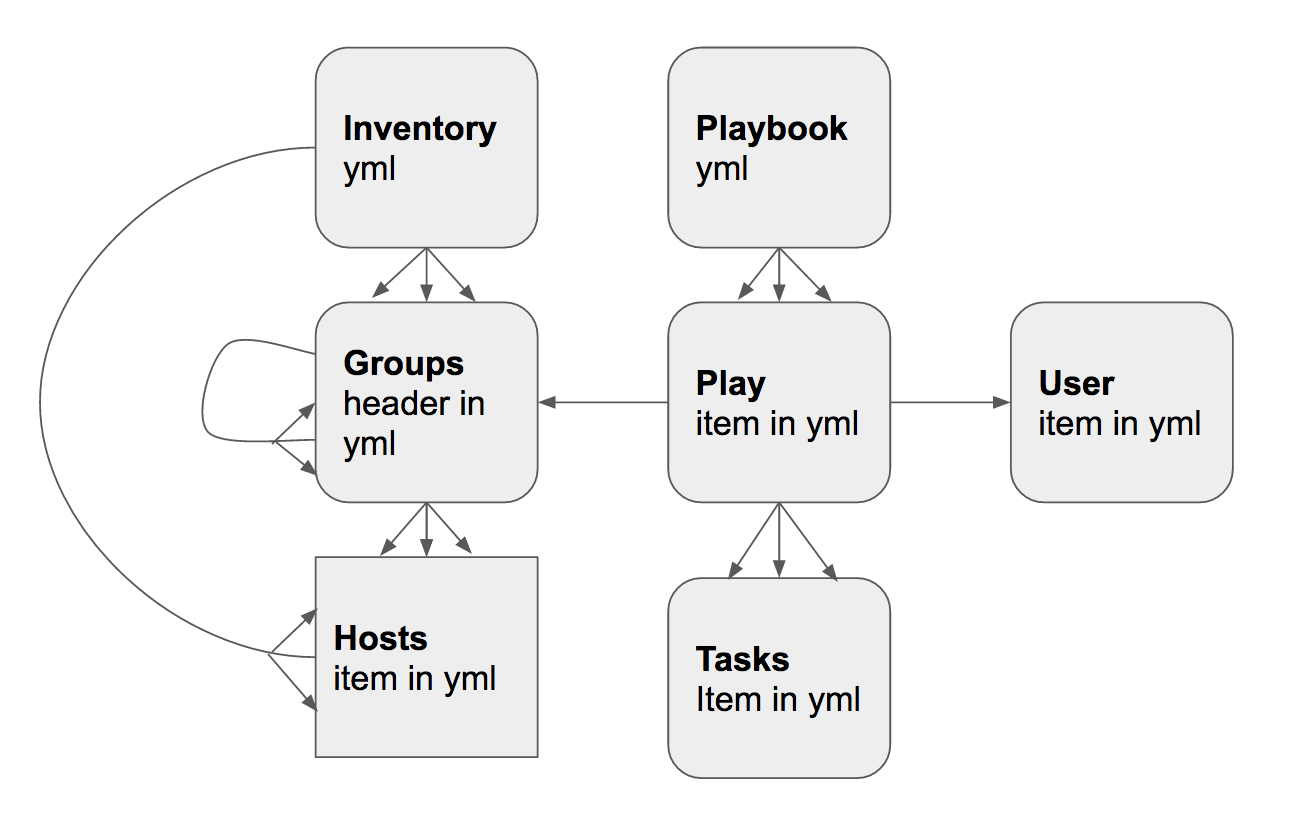 Inventory
yml
Playbook
yml
Groups
header in
yml
Play
item in yml
User
item in yml
Hosts
item in yml
Tasks
Item in yml